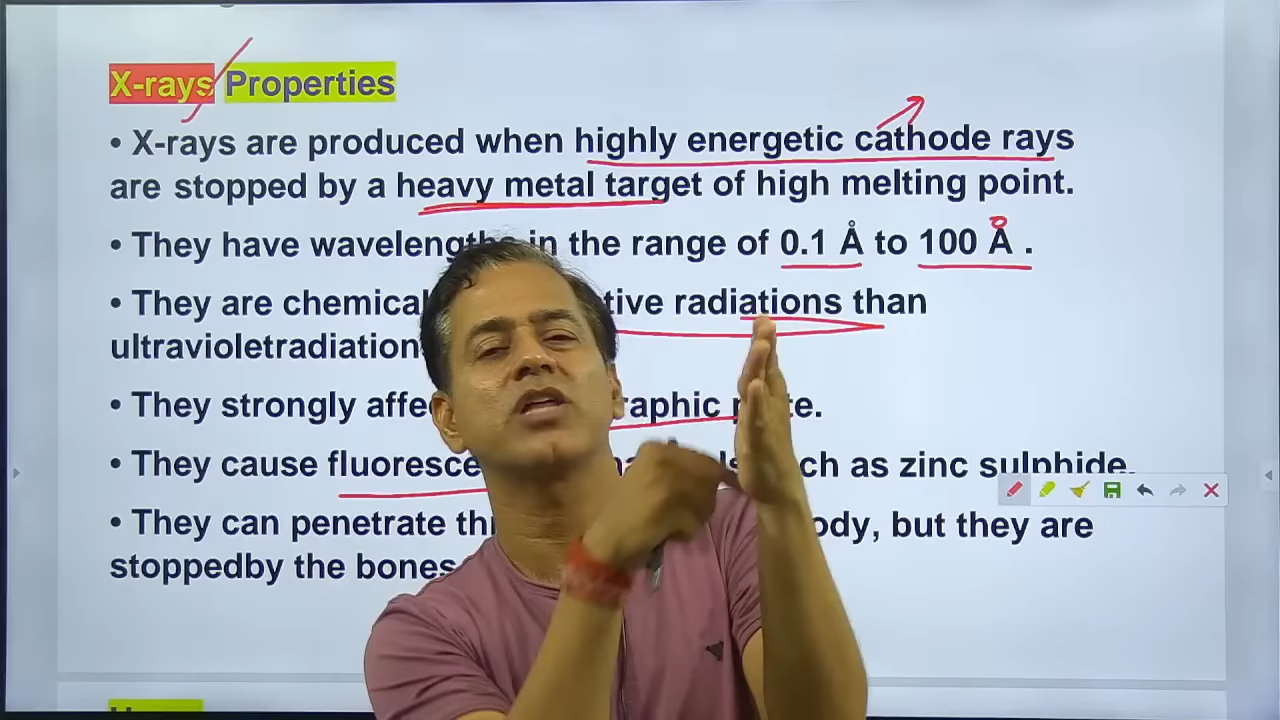 X-rays Properties
• X-rays are produced when highly energetic cathode rays
are stopped by a heavy metal target of high melting point.
• They have wavelengths in the range of 0.1 Å to 100 Å .
• They are chemical tive radiations than
ultravioletradiation
• They strongly affe raphic p te.
• They cause fluoresce ch as zinc sulphide.
• They can penetrate th ody, but they are
stoppedby the bones